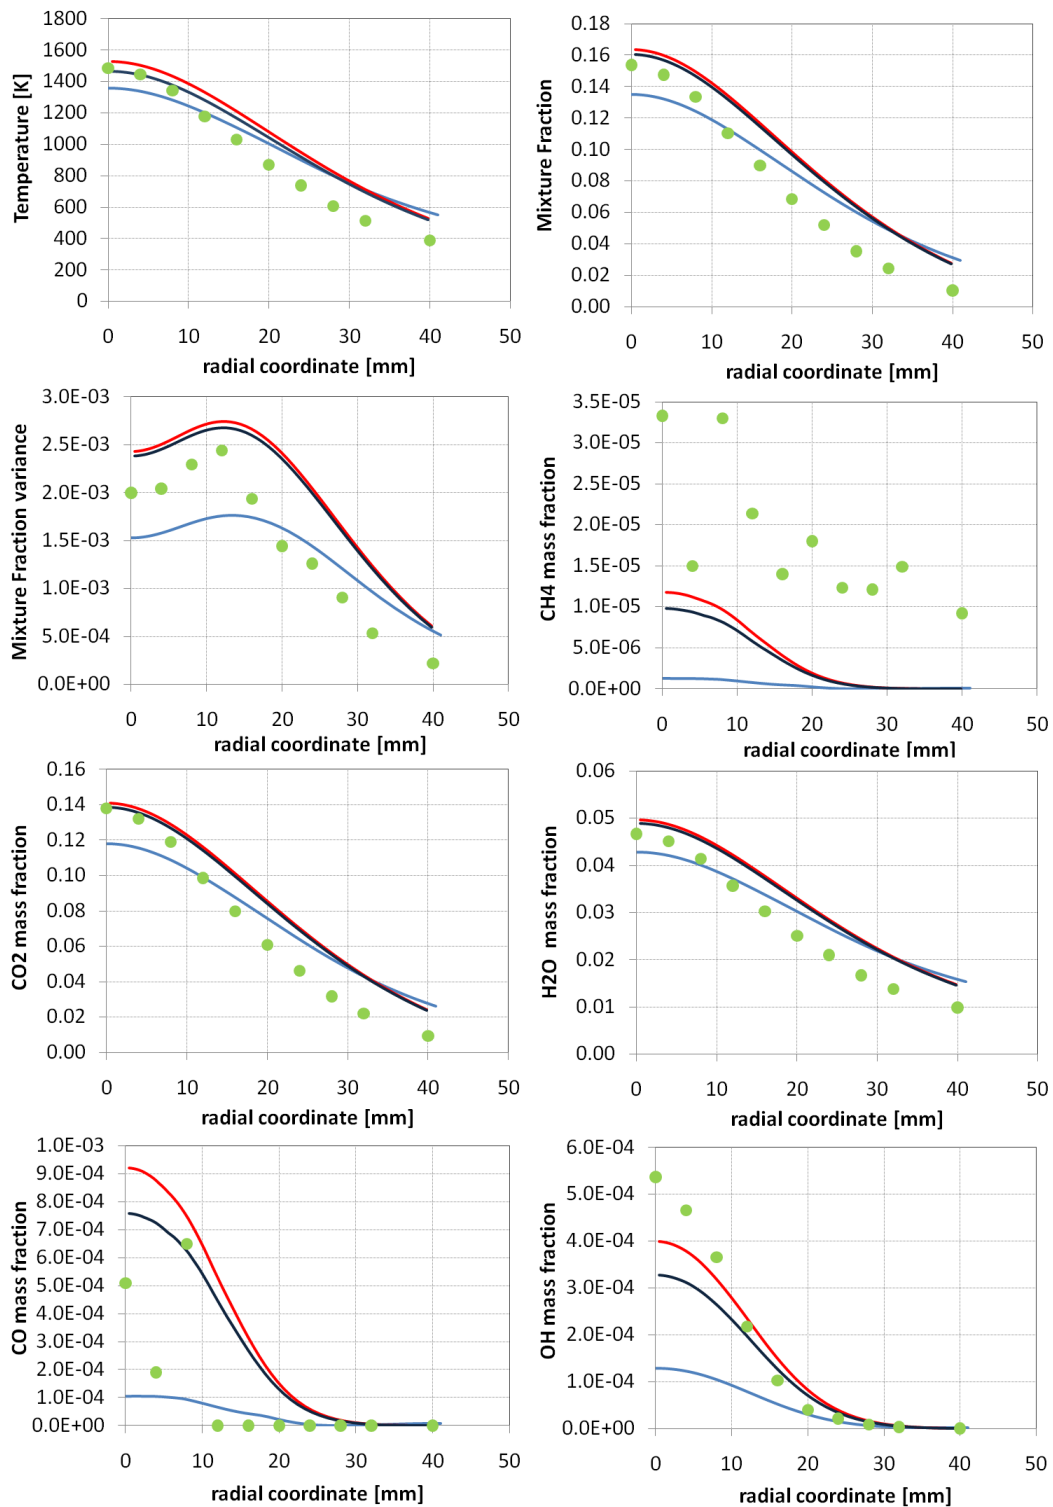 Temperature [K]
1800
1600
1400
1200
1000
800
600
400
200
0
0 10 20 30 40 50
radial coordinate [mm]
Mixture Fraction
0.18
0.16
0.14
0.12
0.10
0.08
0.06
0.04
0.02
0.00
0 10 20 30 40 50
radial coordinate [mm]
Mixture Fraction variance
3.0E-03
2.5E-03
2.0E-03
1.5E-03
1.0E-03
5.0E-04
0.0E+00
0 10 20 30 40 50
radial coordinate [mm]
CH4 mass fraction
3.5E-05
3.0E-05
2.5E-05
2.0E-05
1.5E-05
1.0E-05
5.0E-06
0.0E+00
0 10 20 30 40 50
radial coordinate [mm]
CO2 mass fraction
0.16
0.14
0.12
0.10
0.08
0.06
0.04
0.02
0.00
0 10 20 30 40 50
radial coordinate [mm]
H2O mass fraction
0.06
0.05
0.04
0.03
0.02
0.01
0.00
0 10 20 30 40 50
radial coordinate [mm]
CO mass fraction
1.0E-03
9.0E-04
8.0E-04
7.0E-04
6.0E-04
5.0E-04
4.0E-04
3.0E-04
2.0E-04
1.0E-04
0.0E+00
0 10 20 30 40 50
radial coordinate [mm]
OH mass fraction
6.0E-04
5.0E-04
4.0E-04
3.0E-04
2.0E-04
1.0E-04
0.0E+00
0 10 20 30 40 50
radial coordinate [mm]